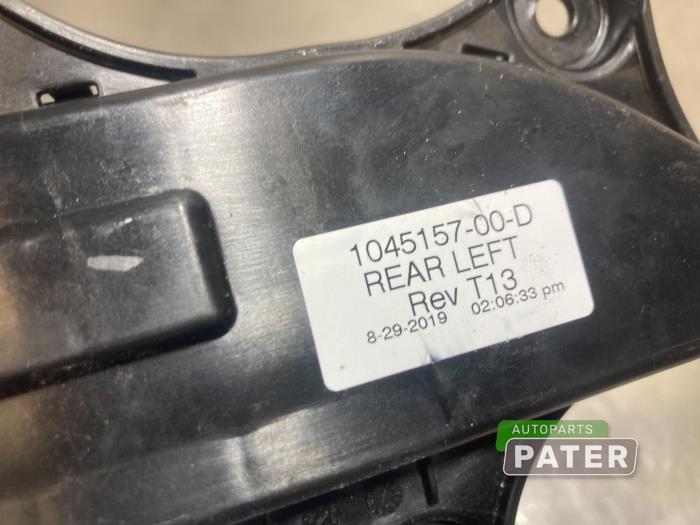 1045157-00-D
REAR LEFT
Rev T13
8-29-2019 02:06:33 pm
AUTOPARTS
PATER